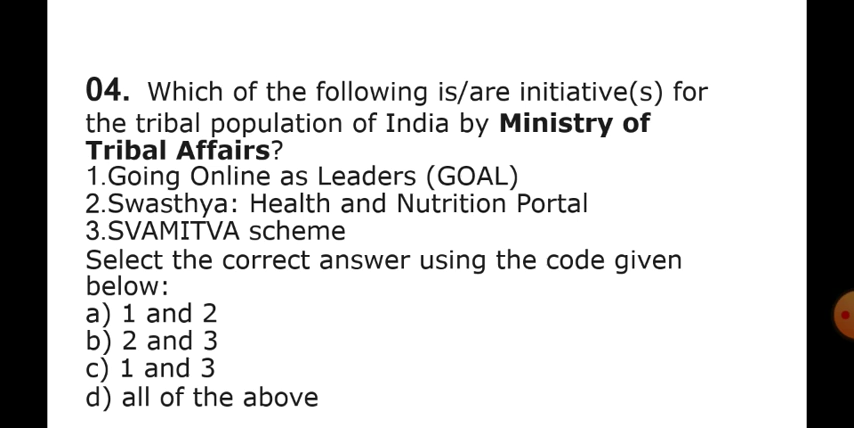 04. Which of the following is/are initiative(s) for
the tribal population of India by Ministry of
Tribal Affairs?
1.Going Online as Leaders (GOAL)
2.Swasthya: Health and Nutrition Portal
3.SVAMITVA scheme
Select the correct answer using the code given
below:
a) 1 and 2
b) 2 and 3
c) 1 and 3
d) all of the above